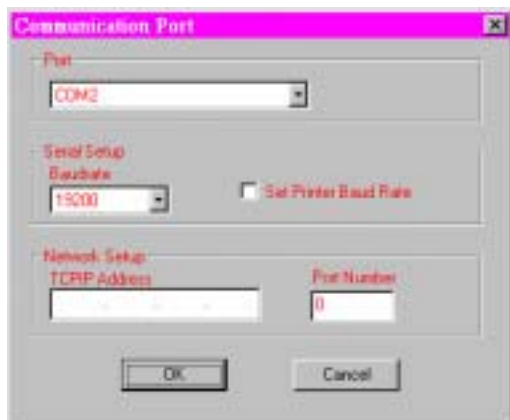 Communication Port
Port
COM2
Serial Setup
Baudrate
19200
Set Printer Baud Rate
Network Setup
TCP/IP Address
Port Number
0
OK
Cancel